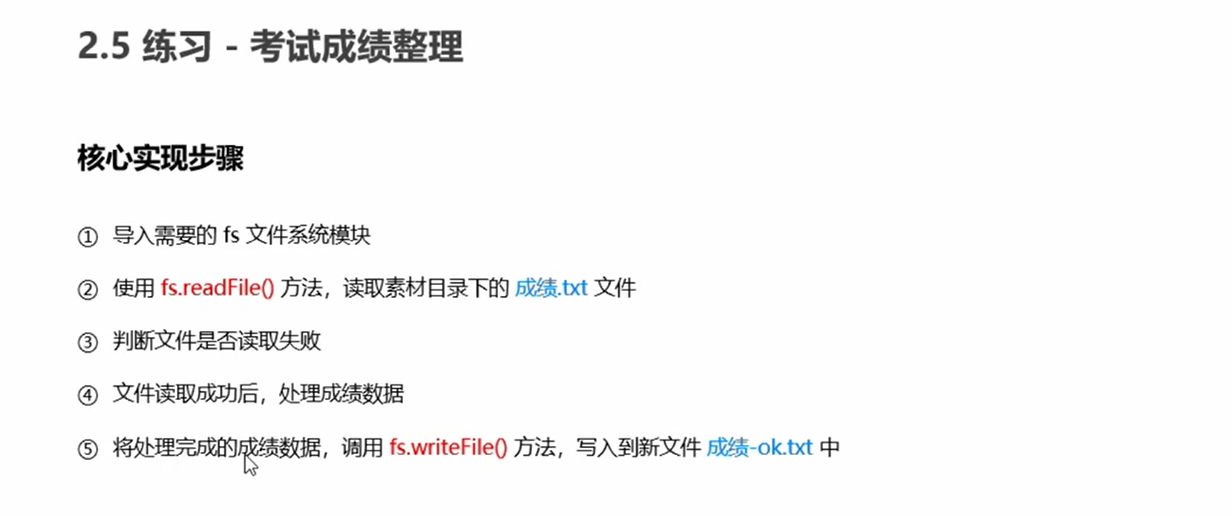 2.5 练习 - 考试成绩整理
核心实现步骤
① 导入需要的 fs 文件系统模块
② 使用 fs.readFile() 方法，读取素材目录下的 成绩.txt 文件
③ 判断文件是否读取失败
④ 文件读取成功后，处理成绩数据
⑤ 将处理完成的成绩数据，调用 fs.writeFile() 方法，写入到新文件 成绩-ok.txt 中